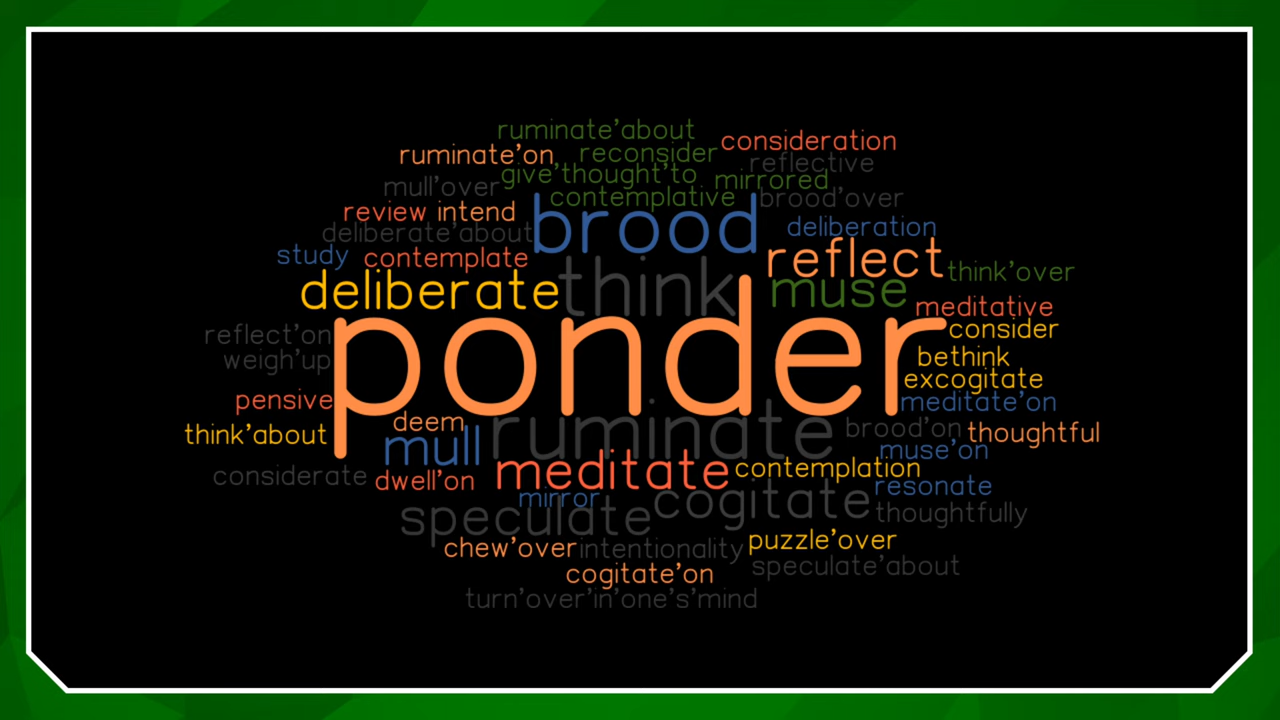 ruminate'about
consideration
ruminate'on
reconsider
reflective
give'thought'to
mirrored
mull'over
contemplative
brood'over
review
intend
brood
deliberation
deliberate'about
study
contemplate
reflect
think'over
deliberate
think
muse
meditative
reflect'on
ponder
consider
weigh'up
bethink
excogitate
pensive
meditate'on
deem
think'about
mull
ruminate
brood'on
thoughtful
muse'on
considerate
dwell'on
meditate
contemplation
mirror
cogitate
resonate
speculate
thoughtfully
chew'over
intentionality
puzzle'over
cogitate'on
speculate'about
turn'over'in'one's'mind